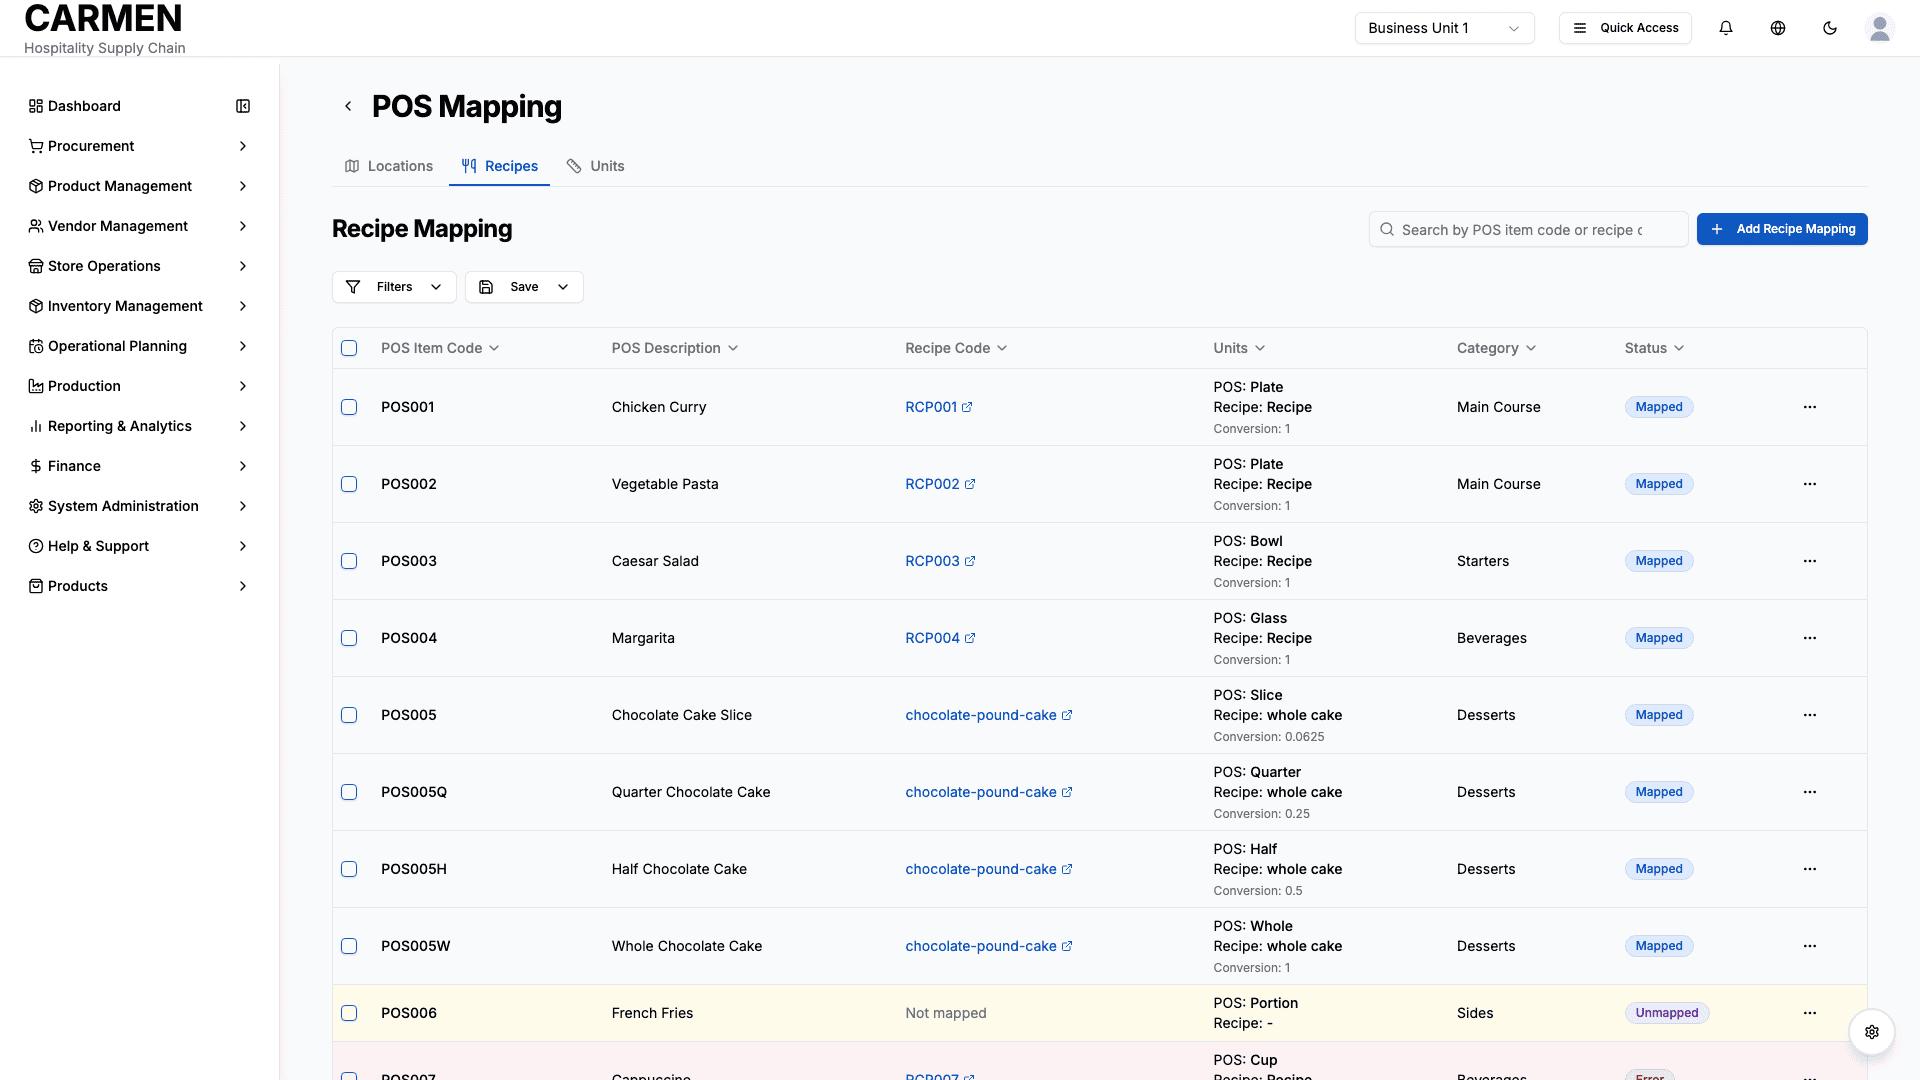 CARMEN
Hospitality Supply Chain
Business Unit 1
Quick Access
Dashboard
Procurement
Product Management
Vendor Management
Store Operations
Inventory Management
Operational Planning
Production
Reporting & Analytics
Finance
System Administration
Help & Support
Products
POS Mapping
Locations
Recipes
Units
Recipe Mapping
Search by POS item code or recipe c
Add Recipe Mapping
Filters
Save
POS Item Code
POS Description
Recipe Code
Units
Category
Status
POS001
Chicken Curry
RCP001
POS: Plate
Recipe: Recipe
Conversion: 1
Main Course
Mapped
POS002
Vegetable Pasta
RCP002
POS: Plate
Recipe: Recipe
Conversion: 1
Main Course
Mapped
POS003
Caesar Salad
RCP003
POS: Bowl
Recipe: Recipe
Conversion: 1
Starters
Mapped
POS004
Margarita
RCP004
POS: Glass
Recipe: Recipe
Conversion: 1
Beverages
Mapped
POS005
Chocolate Cake Slice
chocolate-pound-cake
POS: Slice
Recipe: whole cake
Conversion: 0.0625
Desserts
Mapped
POS005Q
Quarter Chocolate Cake
chocolate-pound-cake
POS: Quarter
Recipe: whole cake
Conversion: 0.25
Desserts
Mapped
POS005H
Half Chocolate Cake
chocolate-pound-cake
POS: Half
Recipe: whole cake
Conversion: 0.5
Desserts
Mapped
POS005W
Whole Chocolate Cake
chocolate-pound-cake
POS: Whole
Recipe: whole cake
Conversion: 1
Desserts
Mapped
POS006
French Fries
Not mapped
POS: Portion
Recipe: -
Sides
Unmapped
POS007
Cappuccino
RCP007
POS: Cup
Recipe: Recipe
Beverages
Error